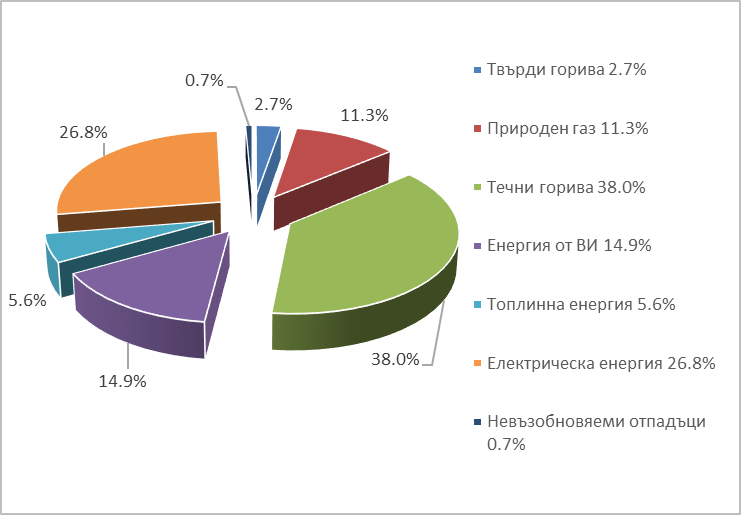 0.7%
2.7%
11.3%
26.8%
5.6%
14.9%
38.0%
Твърди горива 2.7%
Природен газ 11.3%
Течни горива 38.0%
Енергия от ВИ 14.9%
Топлинна енергия 5.6%
Електрическа енергия 26.8%
Невъзобновяеми отпадъци
0.7%